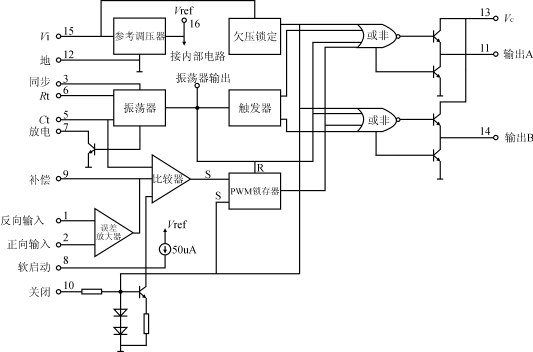 Vref
13
Vc
Vi
15
参考调压器
16
欠压锁定
或非
接内部电路
11
输出A
地
12
振荡器输出
同步
3
Rt
6
振荡器
触发器
Ct
5
放电
7
或非
14
输出B
补偿
9
比较器
S
R
PWM锁存器
S
反向输入
1
误差
放大器
正向输入
2
Vref
50uA
软启动
8
关闭
10